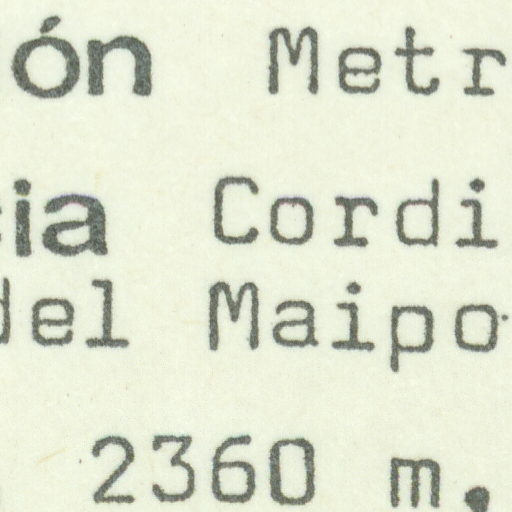 ón Metr
cia Cordi
del Maipo
2360 m.